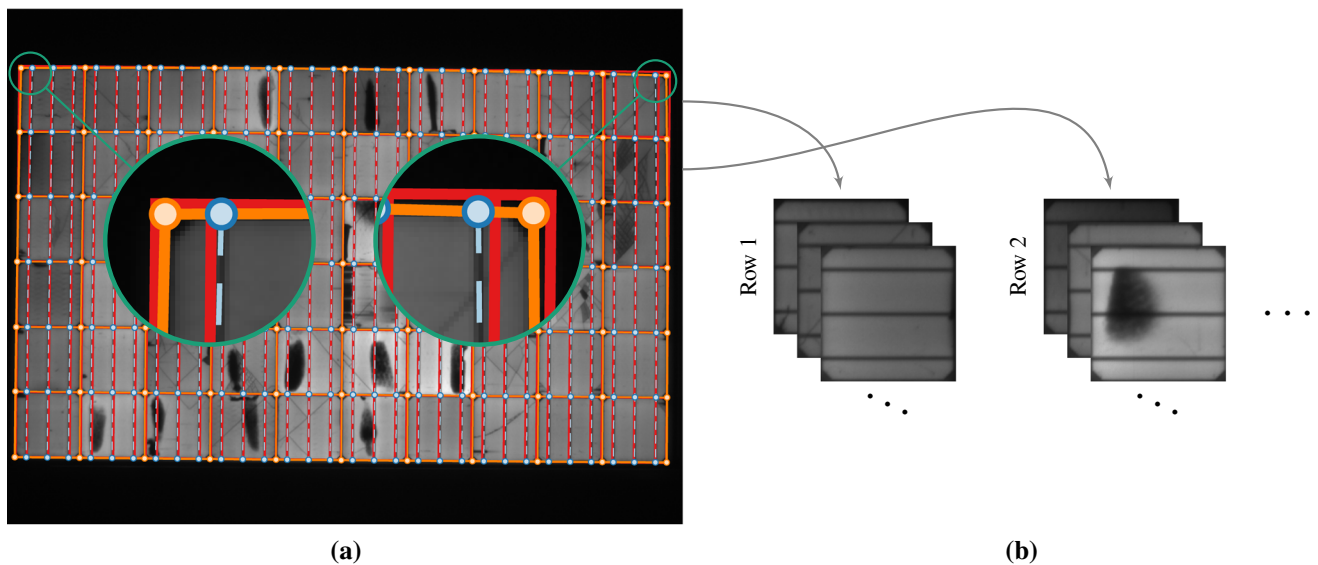 Row 1
Row 2
. . .
. . .
. . .
(a)
(b)